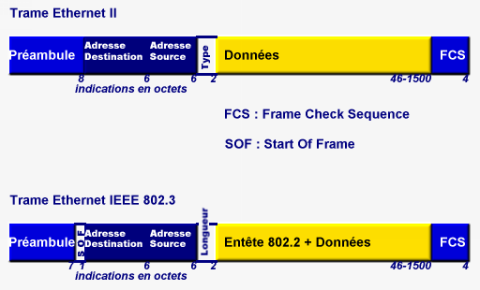 Trame Ethernet II
Préambule Adresse Destination Adresse Source Type Données FCS
8 6 6 2 46-1500 4
indications en octets
FCS : Frame Check Sequence
SOF : Start Of Frame
Trame Ethernet IEEE 802.3
Préambule SOF Adresse Destination Adresse Source Longueur Entête 802.2 + Données FCS
7 1 6 6 2 46-1500 4
indications en octets